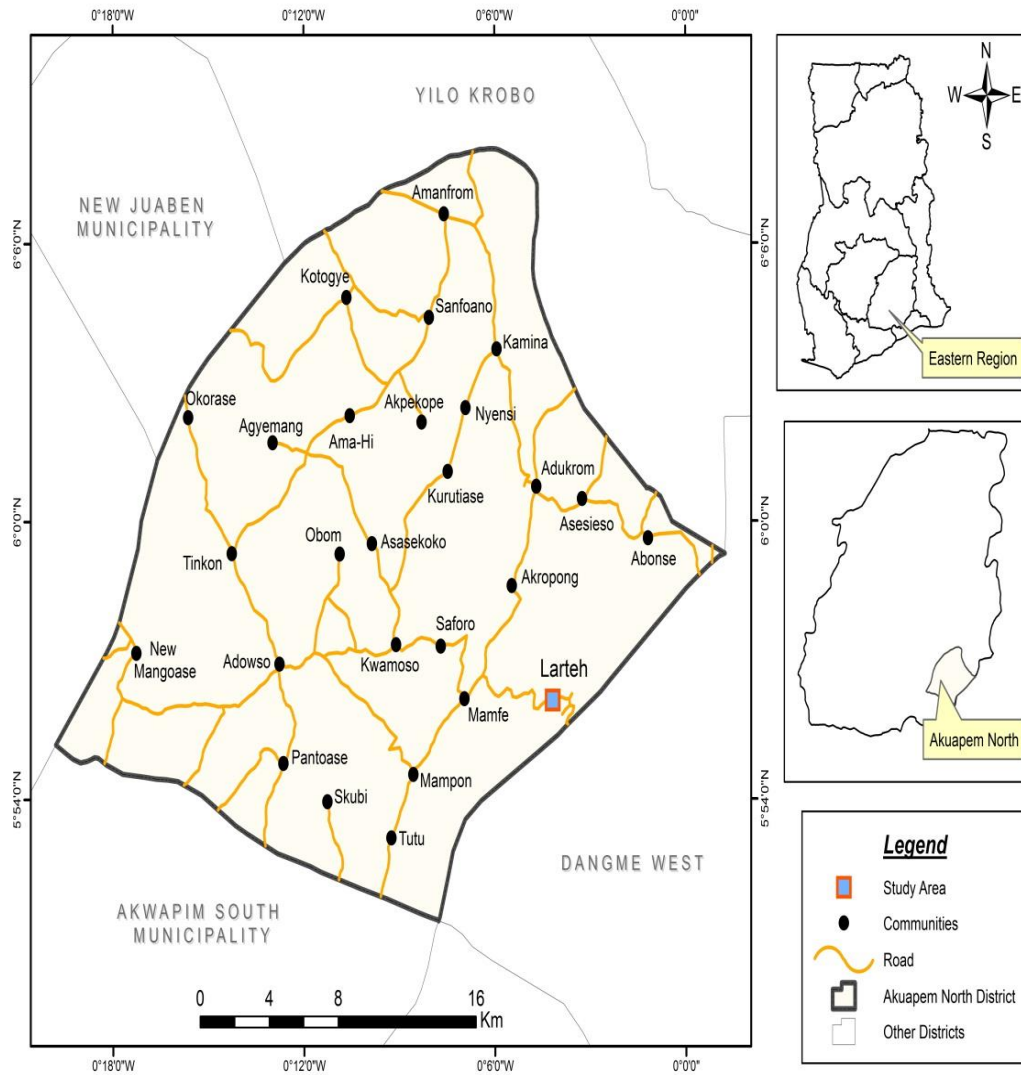 0°18'0"W
0°12'0"W
0°6'0"W
0°0'0"
YILO KROBO
NEW JUABEN
MUNICIPALITY
6°6'0"N
6°6'0"N
Amanfrom
Kotogye
Sanfoano
Kamina
Okorase
Agyemang
Ama-Hi
Akpekope
Nyensi
Kurutiase
Adukrom
Asesieso
Abonse
6°0'0"N
6°0'0"N
Tinkon
Obom
Asasekoko
Akropong
New
Mangoase
Adowso
Kwamoso
Saforo
Larteh
Mamfe
Pantoase
Skubi
Mampon
Tutu
5°54'0"N
5°54'0"N
DANGME WEST
AKWAPIM SOUTH
MUNICIPALITY
0 4 8 16
Km
0°18'0"W
0°12'0"W
0°6'0"W
0°0'0"
N
W E
S
Eastern Region
Akuapem North
Legend
Study Area
Communities
Road
Akuapem North District
Other Districts